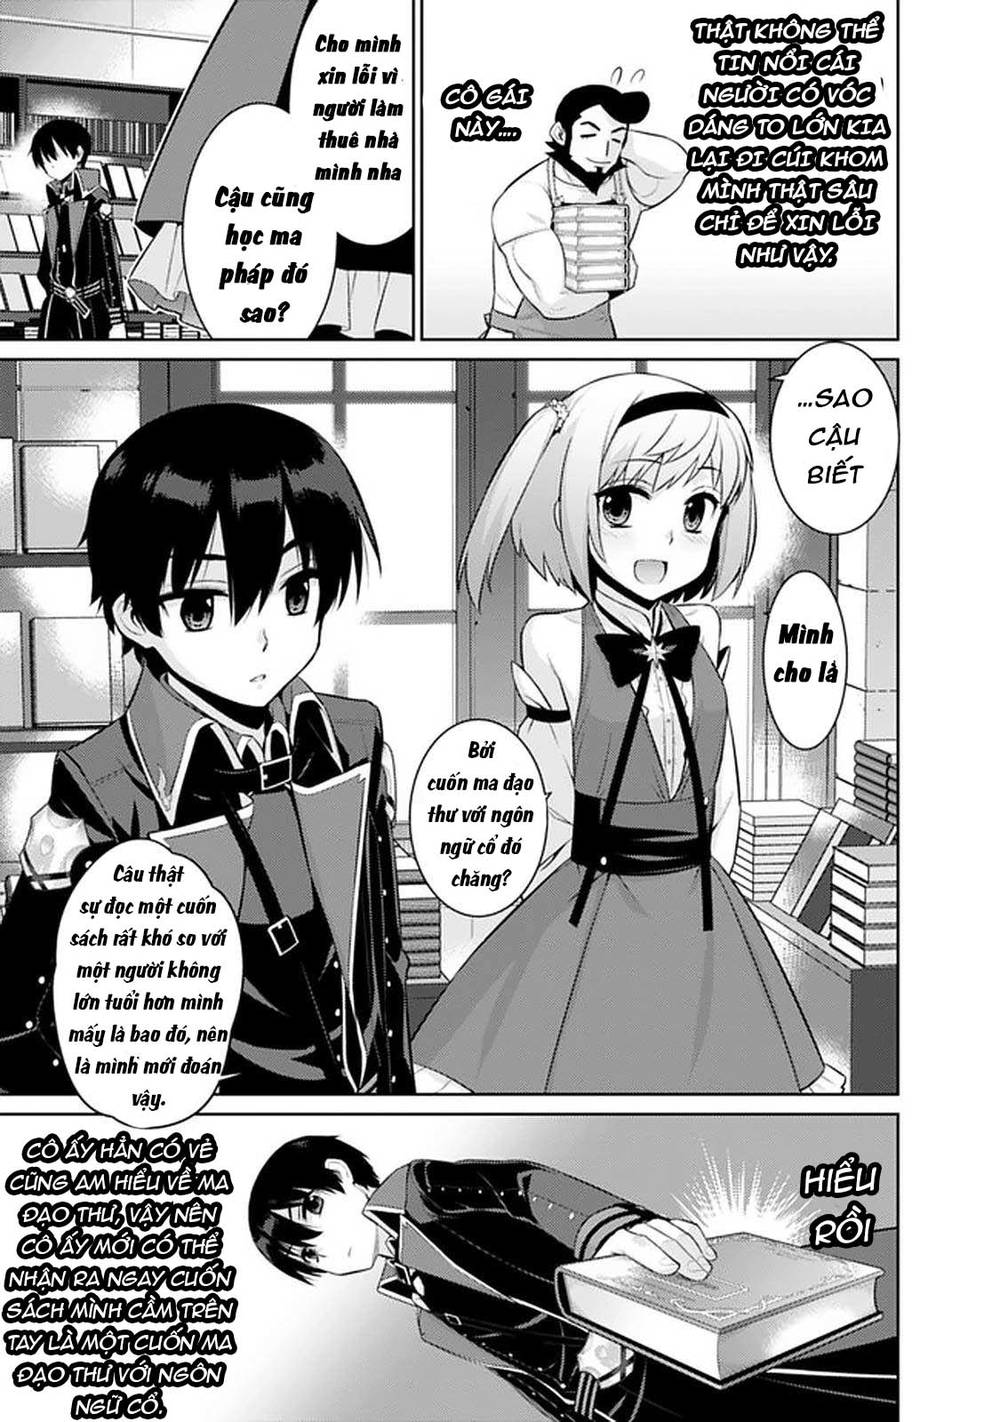 THẬT KHÔNG THỂ
TIN NỔI CÁI
NGƯỜI CÓ VÓC
DÁNG TO LỚN KIA
LẠI ĐI CÚI KHOM
MÌNH THẬT SÂU
CHỈ ĐỂ XIN LỖI
NHƯ VẬY.
CÔ GÁI
NÀY....
Cho mình
xin lỗi vì
người làm
thuê nhà
mình nha
Cậu cũng
học ma
pháp đó
sao?
...SAO
CẬU
BIẾT
Mình
cho là
Bởi
cuốn ma đạo
thư với ngôn
ngữ cổ đó
chăng?
Câu thật
sự đọc một cuốn
sách rất khó so với
một người không
lớn tuổi hơn mình
mấy là bao đó, nên
là mình mới đoán
vậy.
HIỂU
RỒI
CÔ ẤY HẲN CÓ VẺ
CŨNG AM HIỂU VỀ MA
ĐẠO THƯ, VẬY NÊN
CÔ ẤY MỚI CÓ THỂ
NHẬN RA NGAY CUỐN
SÁCH MÌNH CẦM TRÊN
TAY LÀ MỘT CUỐN MA
ĐẠO THƯ VỚI NGÔN
NGỮ CỔ.